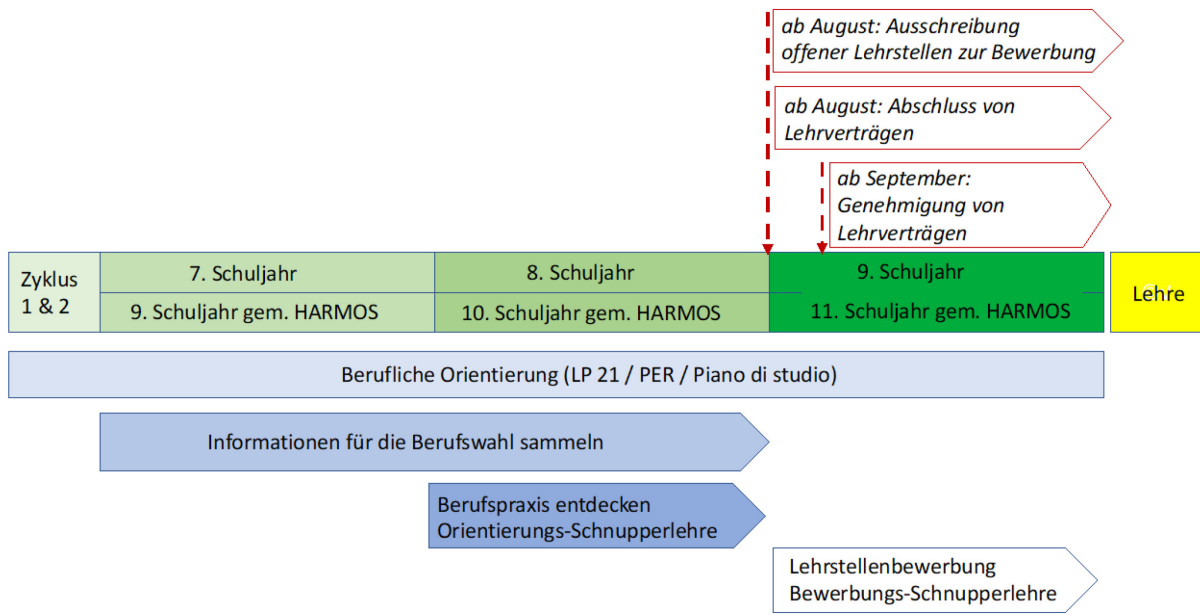 ab August: Ausschreibung
offener Lehrstellen zur Bewerbung
ab August: Abschluss von
Lehrverträgen
ab September:
Genehmigung von
Lehrverträgen
Zyklus
1 & 2
7. Schuljahr
8. Schuljahr
9. Schuljahr
9. Schuljahr gem. HARMOS
10. Schuljahr gem. HARMOS
11. Schuljahr gem. HARMOS
Lehre
Berufliche Orientierung (LP 21 / PER / Piano di studio)
Informationen für die Berufswahl sammeln
Berufspraxis entdecken
Orientierungs-Schnupperlehre
Lehrstellenbewerbung
Bewerbungs-Schnupperlehre